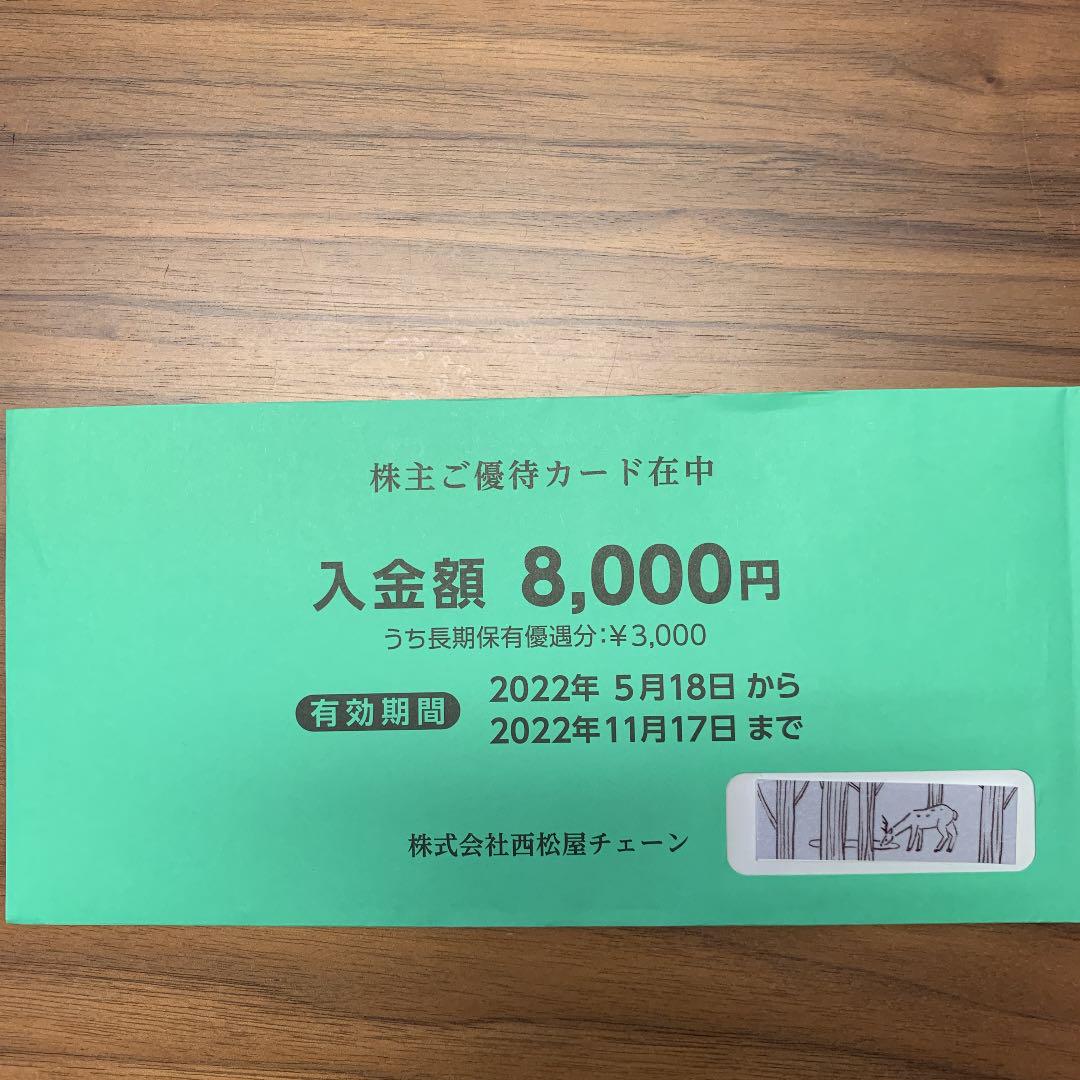 株主ご優待カード在中
入金額 8,000円
うち長期保有優遇分:¥3,000
有効期間
2022年 5月18日 から
2022年11月17日 まで
株式会社西松屋チェーン